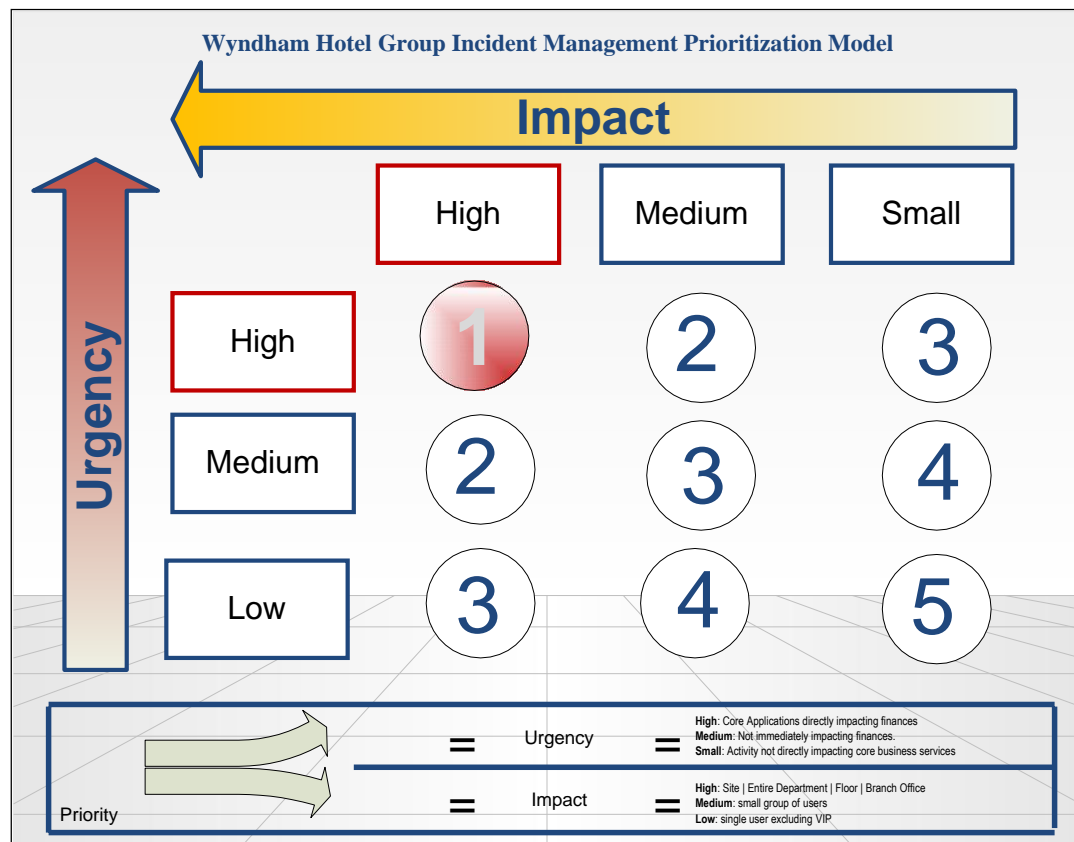 Wyndham Hotel Group Incident Management Prioritization Model
Impact
Urgency
High Medium Small
High 1 2 3
Medium 2 3 4
Low 3 4 5
Priority
= Urgency =
High: Core Applications directly impacting finances
Medium: Not immediately impacting finances.
Small: Activity not directly impacting core business services
= Impact =
High: Site | Entire Department | Floor | Branch Office
Medium: small group of users
Low: single user excluding VIP